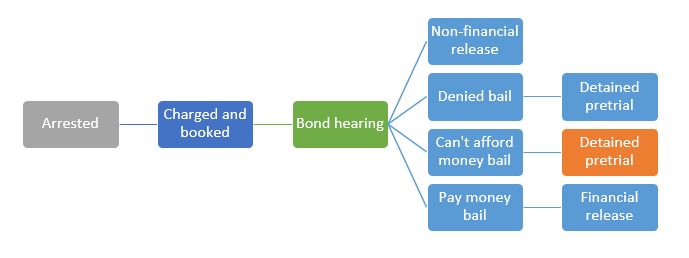 Arrested
Charged and
booked
Bond hearing
Non-financial
release
Denied bail
Detained
pretrial
Can't afford
money bail
Detained
pretrial
Pay money
bail
Financial
release